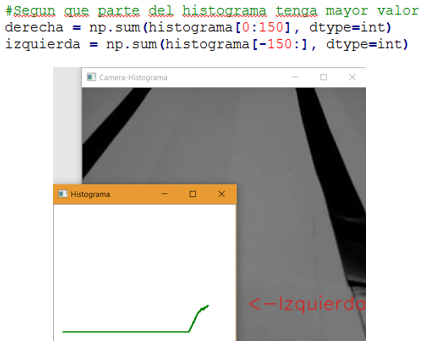 #Segun que parte del histograma tenga mayor valor
derecha = np.sum(histograma[0:150], dtype=int)
izquierda = np.sum(histograma[-150:], dtype=int)
Camera-Histograma
Histograma
<-Izquierda